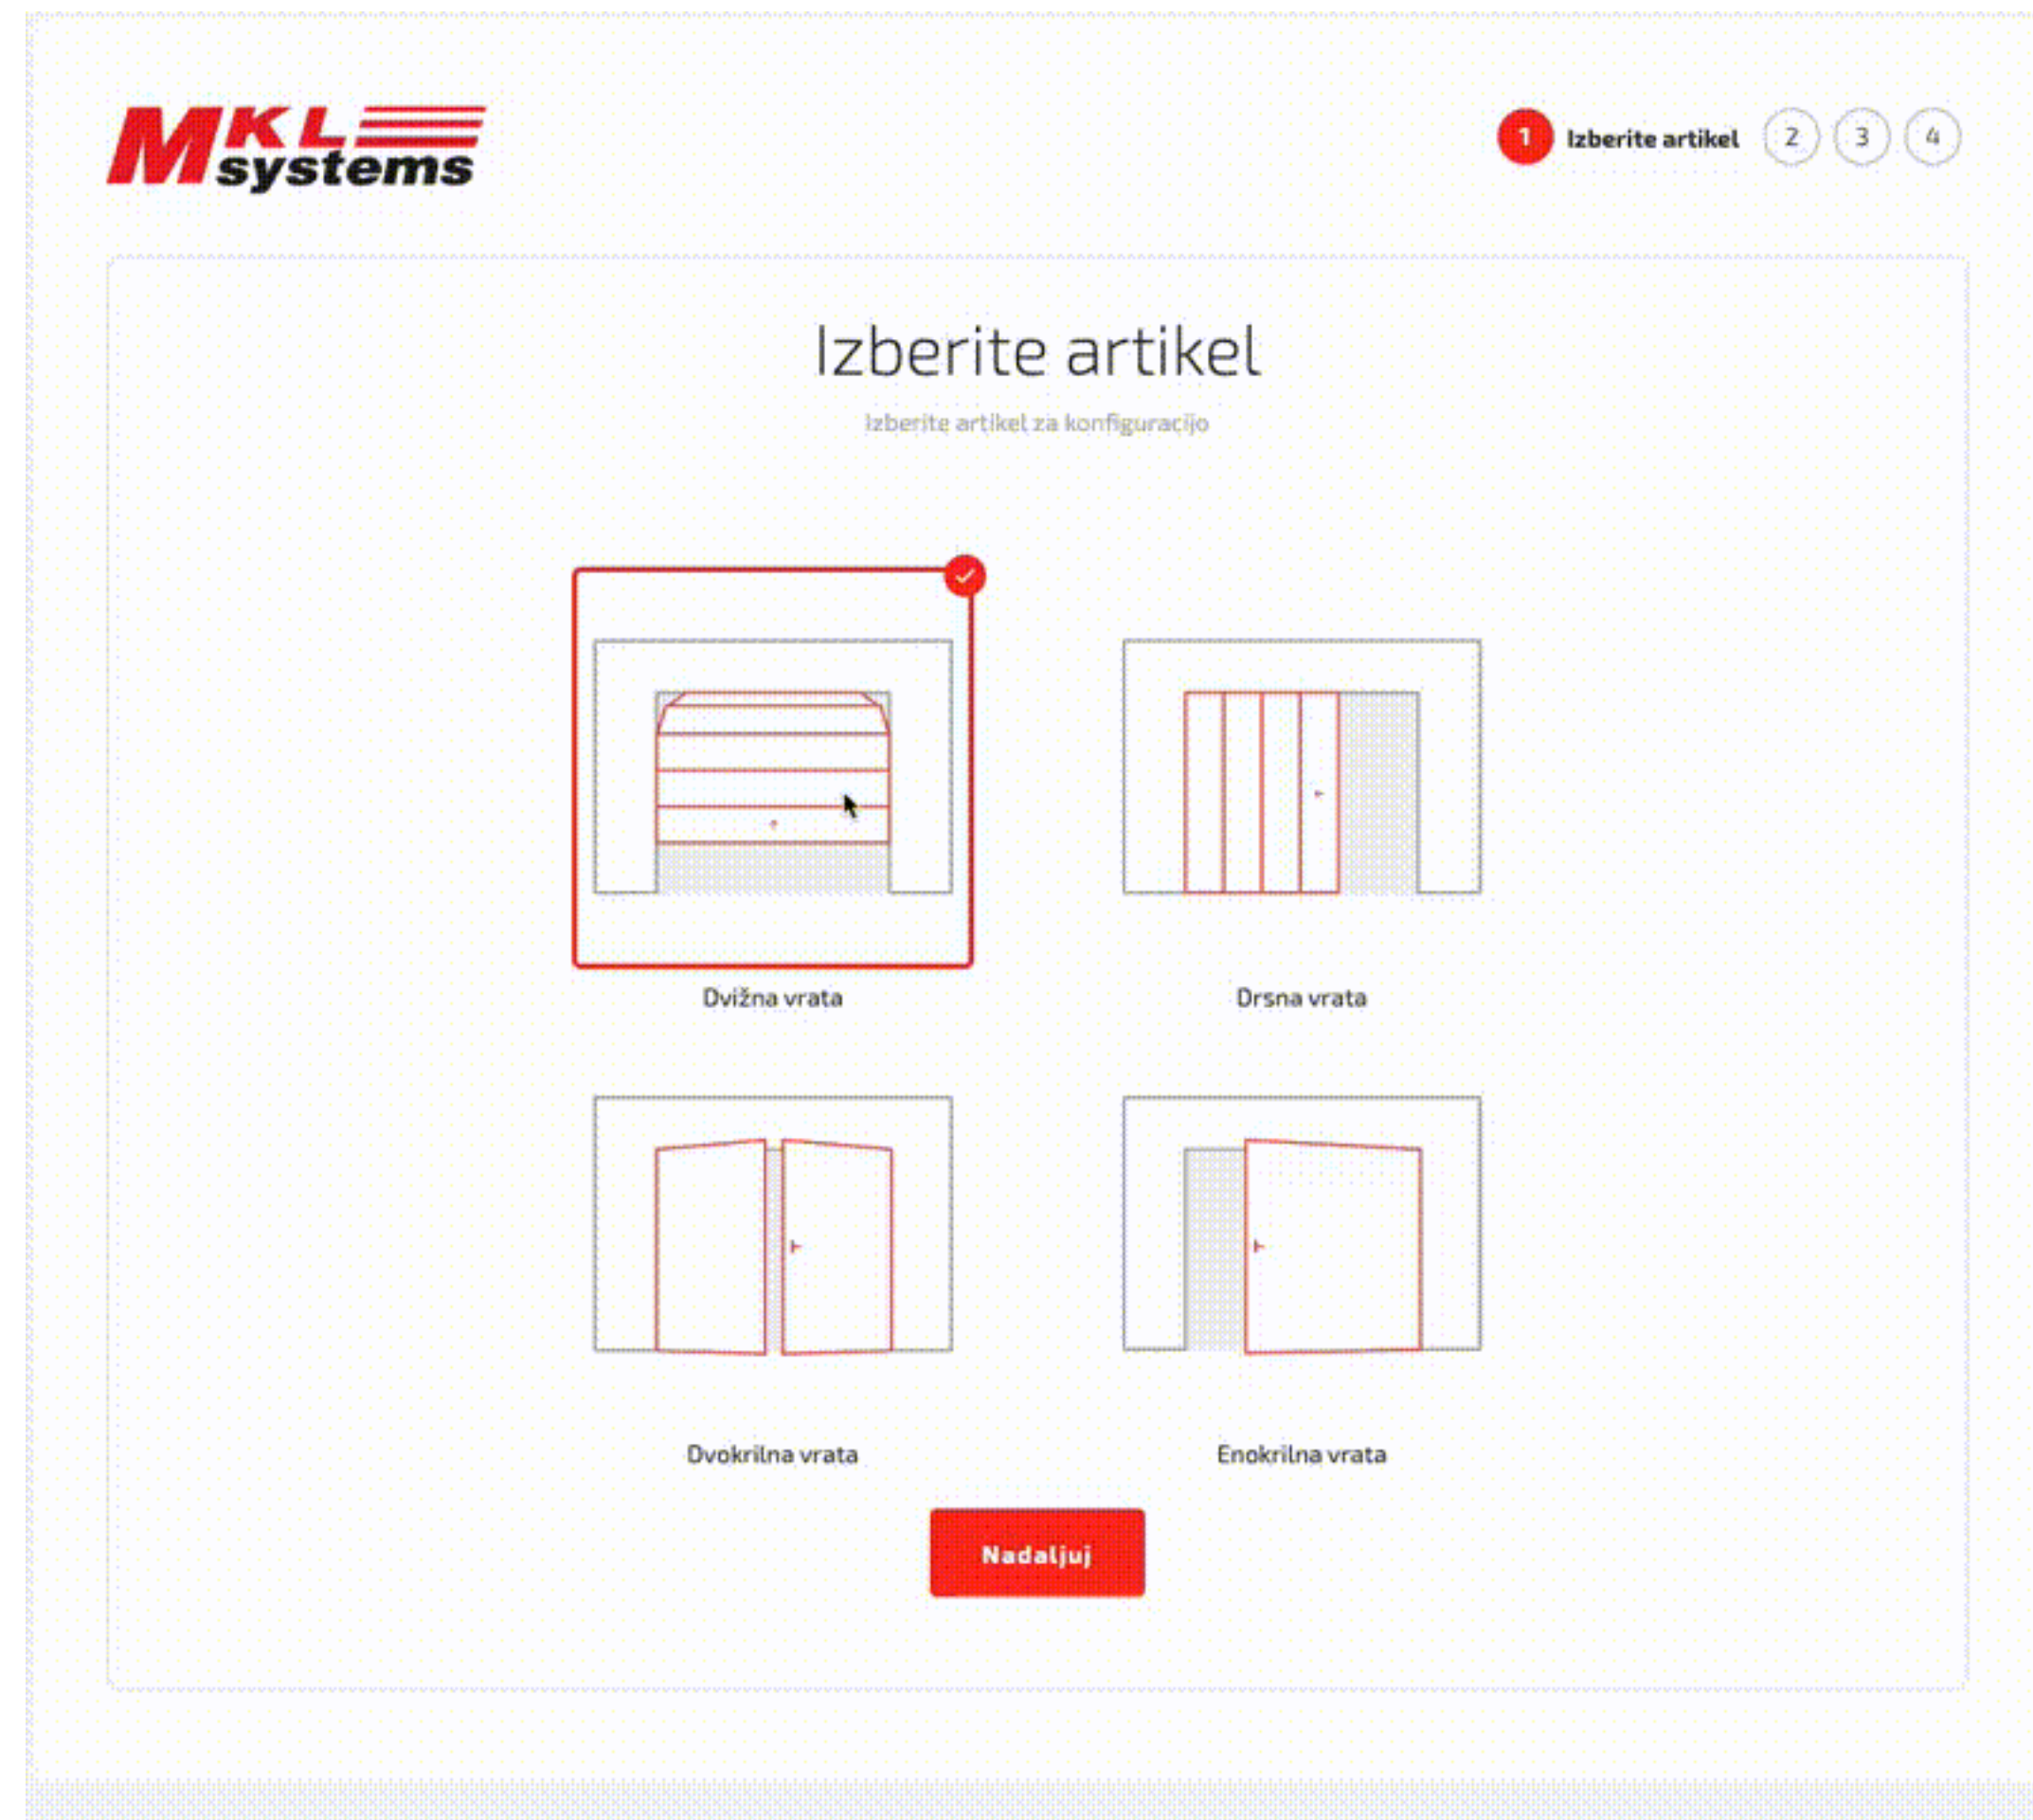 MKL
systems
1 Izberite artikel 2 3 4
Izberite artikel
Izberite artikel za konfiguracijo
Dvižna vrata
Drsna vrata
Dvokrilna vrata
Enokrilna vrata
Nadaljuj